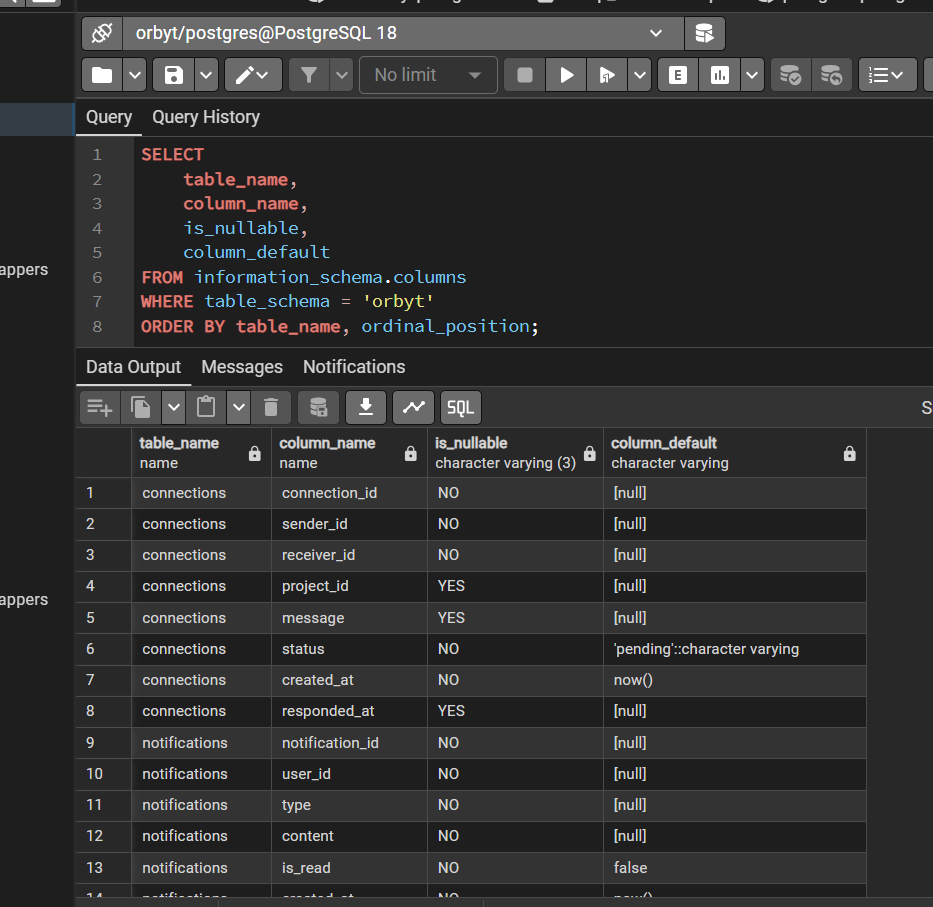 orbyt/postgres@PostgreSQL 18
No limit
E
Query Query History
1 SELECT
2 table_name,
3 column_name,
4 is_nullable,
5 column_default
6 FROM information_schema.columns
7 WHERE table_schema = 'orbyt'
8 ORDER BY table_name, ordinal_position;
appers
appers
Data Output Messages Notifications
SQL
S
table_name column_name is_nullable column_default
name name character varying (3) character varying
1 connections connection_id NO [null]
2 connections sender_id NO [null]
3 connections receiver_id NO [null]
4 connections project_id YES [null]
5 connections message YES [null]
6 connections status NO 'pending'::character varying
7 connections created_at NO now()
8 connections responded_at YES [null]
9 notifications notification_id NO [null]
10 notifications user_id NO [null]
11 notifications type NO [null]
12 notifications content NO [null]
13 notifications is_read NO false
14 notifications created_at NO now()